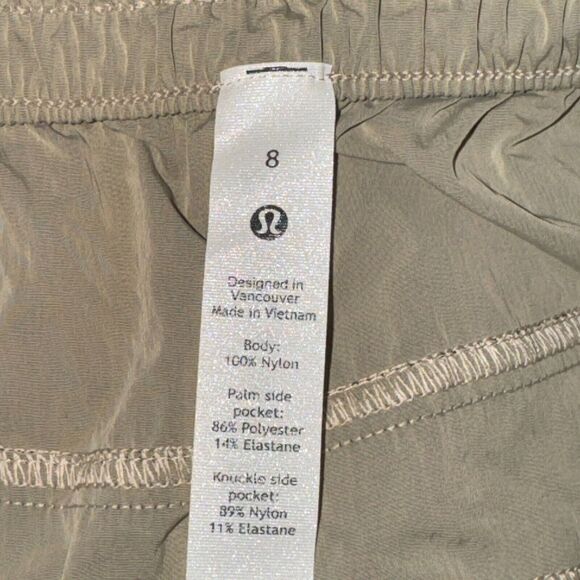 8
Designed in
Vancouver
Made in Vietnam
Body:
100% Nylon
Palm side
pocket:
86% Polyester
14% Elastane
Knuckle side
pocket:
89% Nylon
11% Elastane